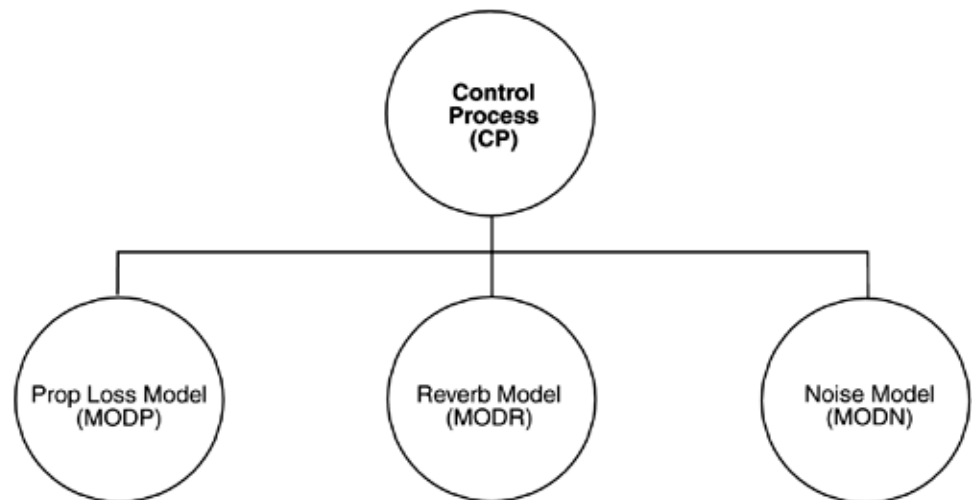 Control
Process
(CP)
Prop Loss Model
(MODP)
Reverb Model
(MODR)
Noise Model
(MODN)